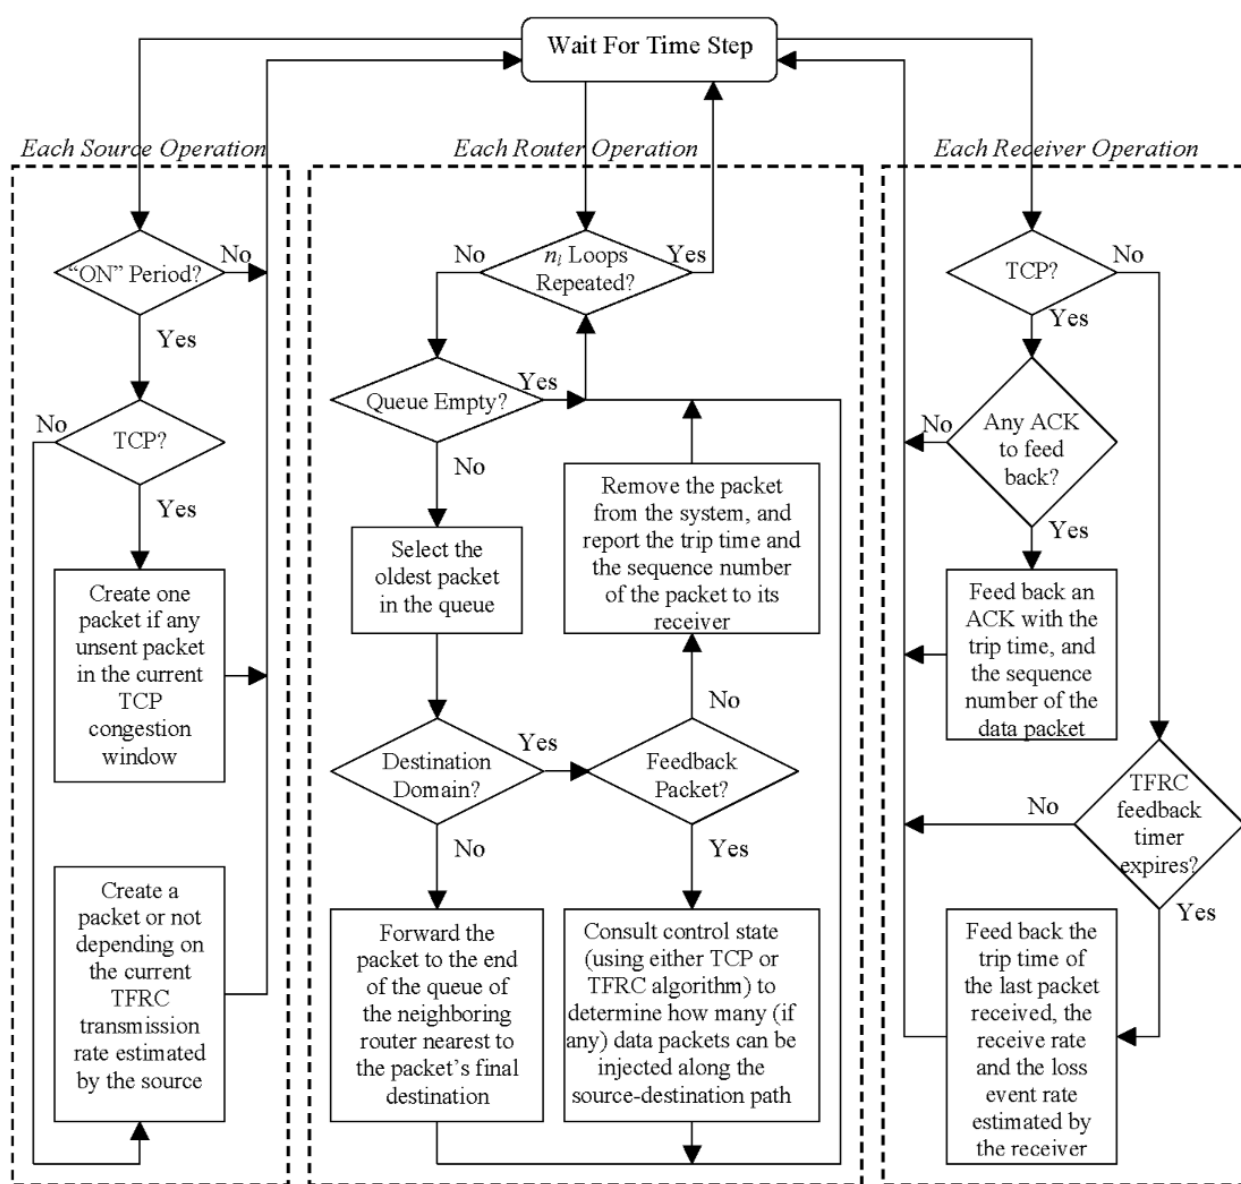 Wait For Time Step
Each Source Operation
Each Router Operation
Each Receiver Operation
“ON” Period?
No
Yes
TCP?
No
Yes
Create one
packet if any
unsent packet
in the current
TCP
congestion
window
Create a
packet or not
depending on
the current
TFRC
transmission
rate estimated
by the source
No
n_l Loops
Repeated?
Yes
Queue Empty?
Yes
No
Select the
oldest packet
in the queue
Remove the packet
from the system, and
report the trip time and
the sequence number
of the packet to its
receiver
No
Destination
Domain?
Yes
Feedback
Packet?
No
Yes
Forward the
packet to the end
of the queue of
the neighboring
router nearest to
the packet’s final
destination
Consult control state
(using either TCP or
TFRC algorithm) to
determine how many (if
any) data packets can be
injected along the
source-destination path
TCP?
No
Yes
Any ACK
to feed
back?
No
Yes
Feed back an
ACK with the
trip time, and
the sequence
number of the
data packet
TFRC
feedback
timer
expires?
No
Yes
Feed back the
trip time of
the last packet
received, the
receive rate
and the loss
event rate
estimated by
the receiver